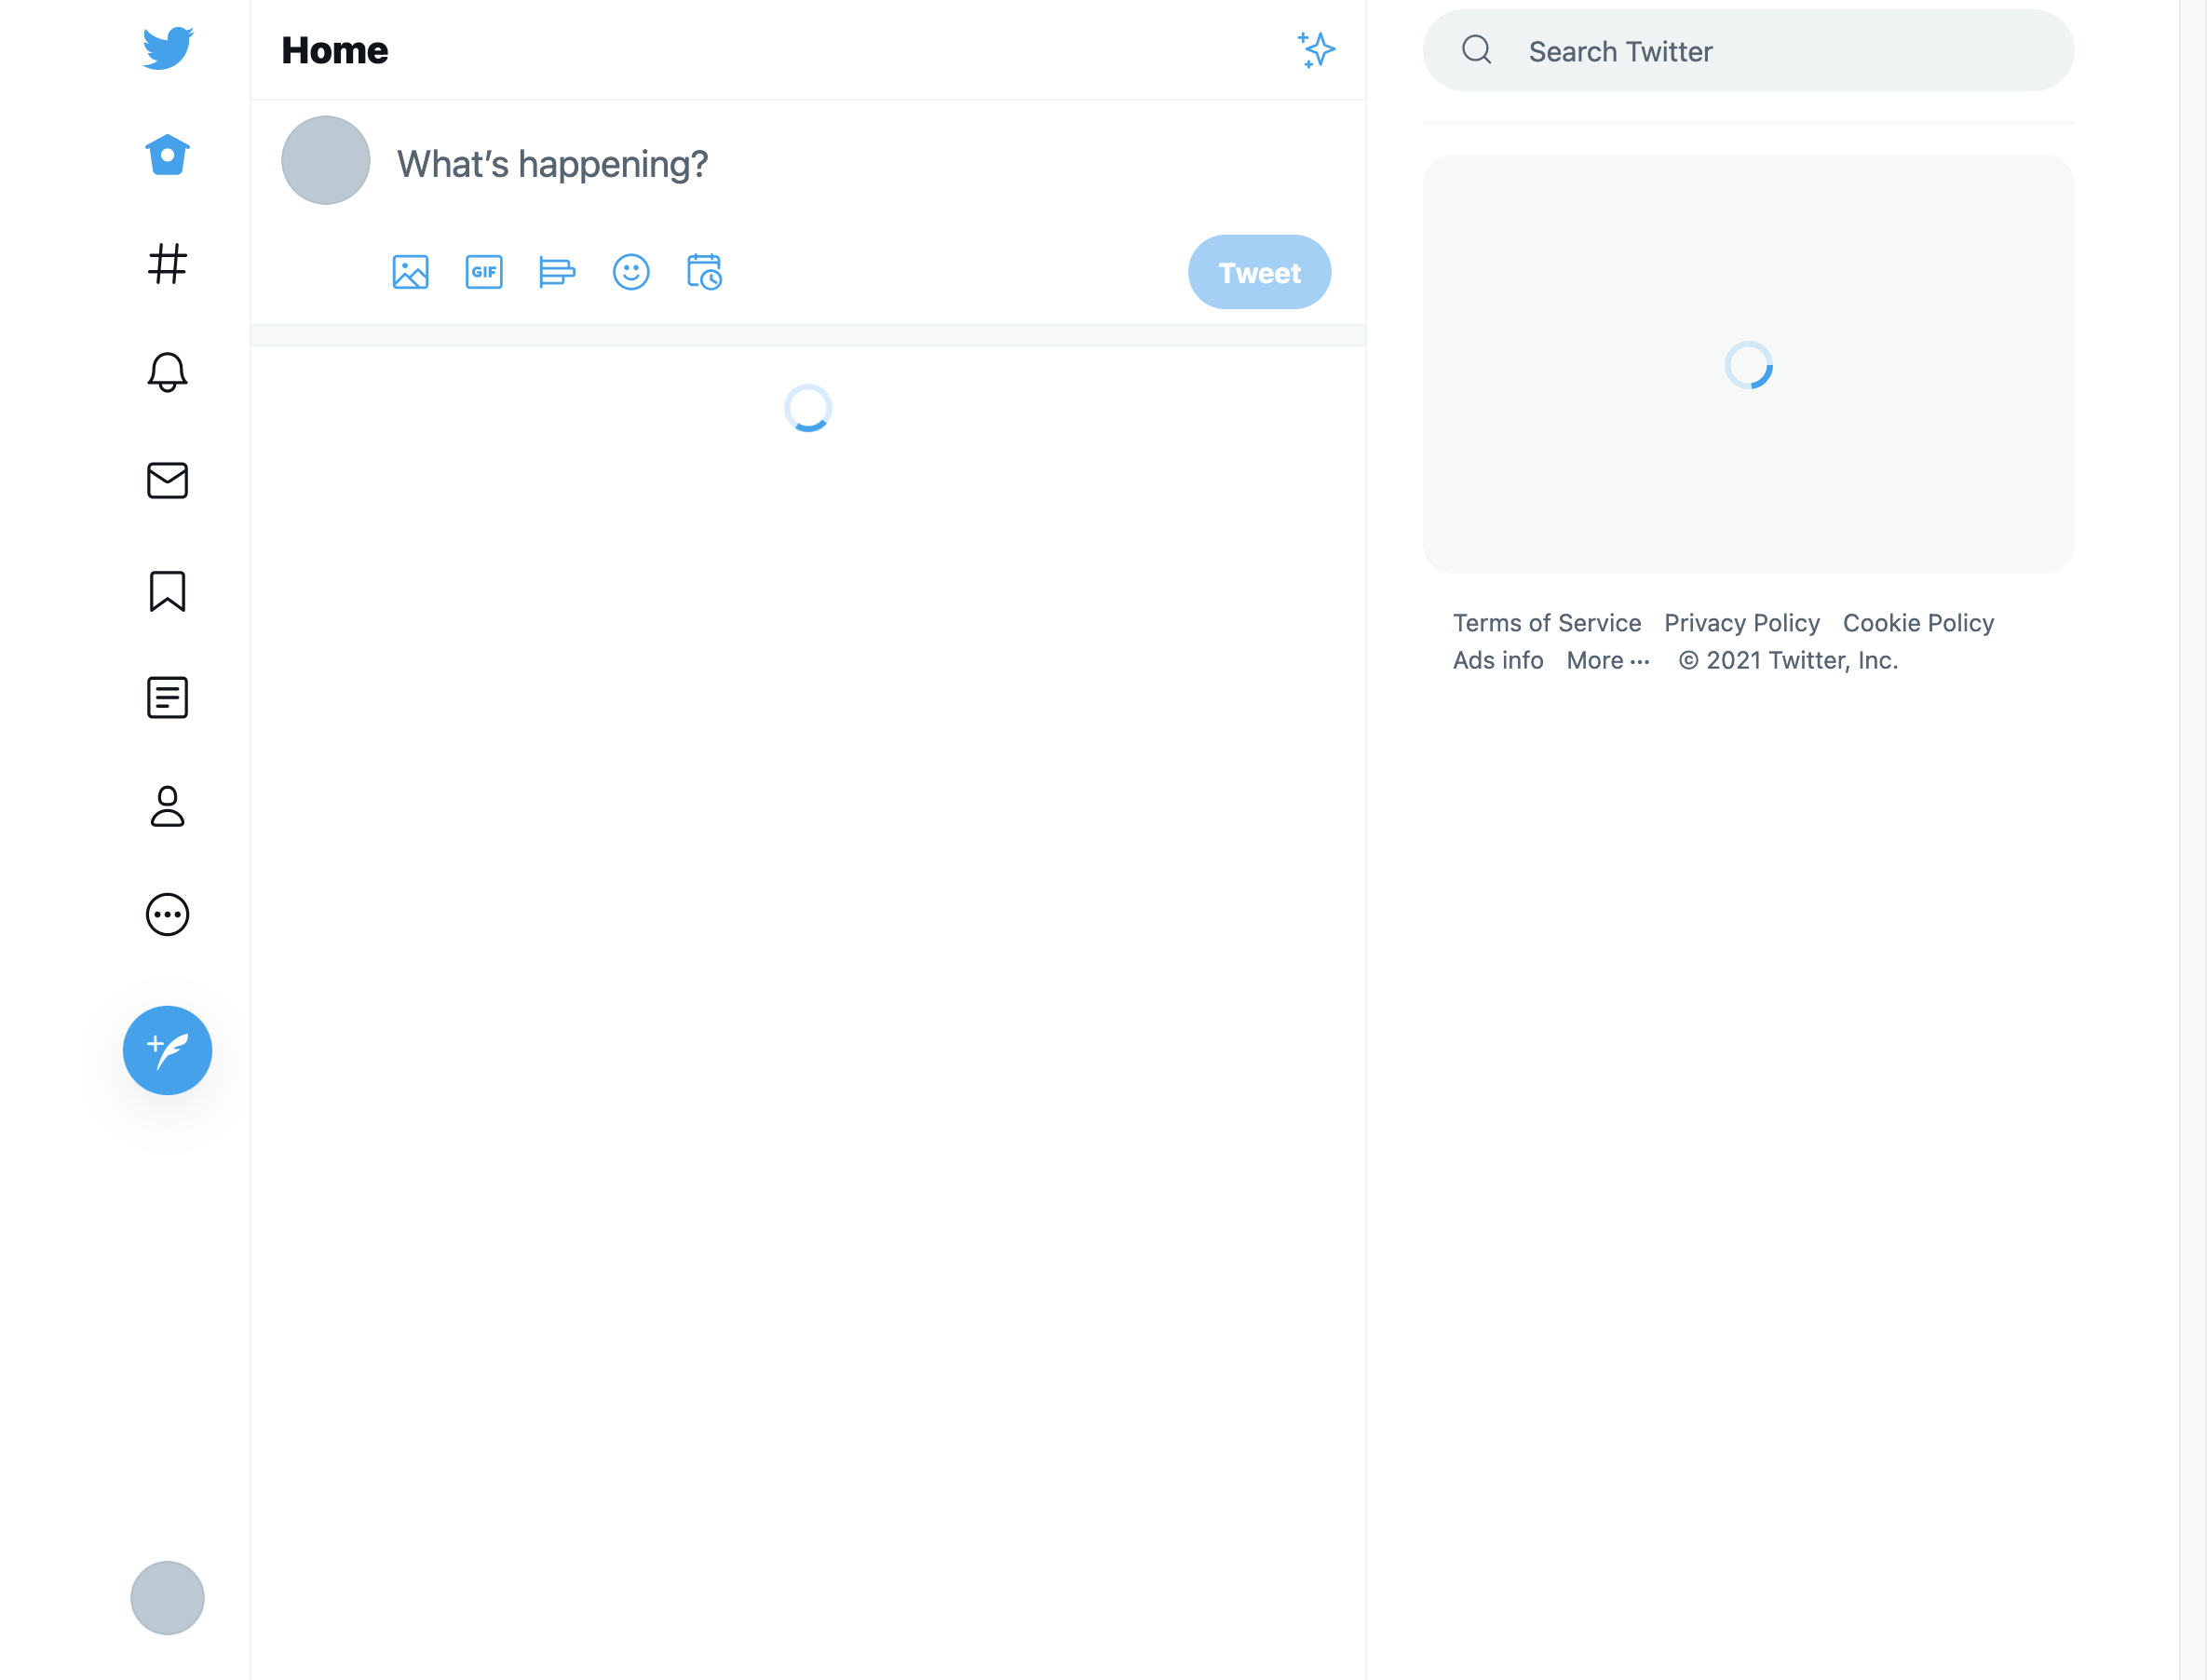 Home
What’s happening?
GIF
Tweet
Search Twitter
Terms of Service Privacy Policy Cookie Policy
Ads info More ··· © 2021 Twitter, Inc.